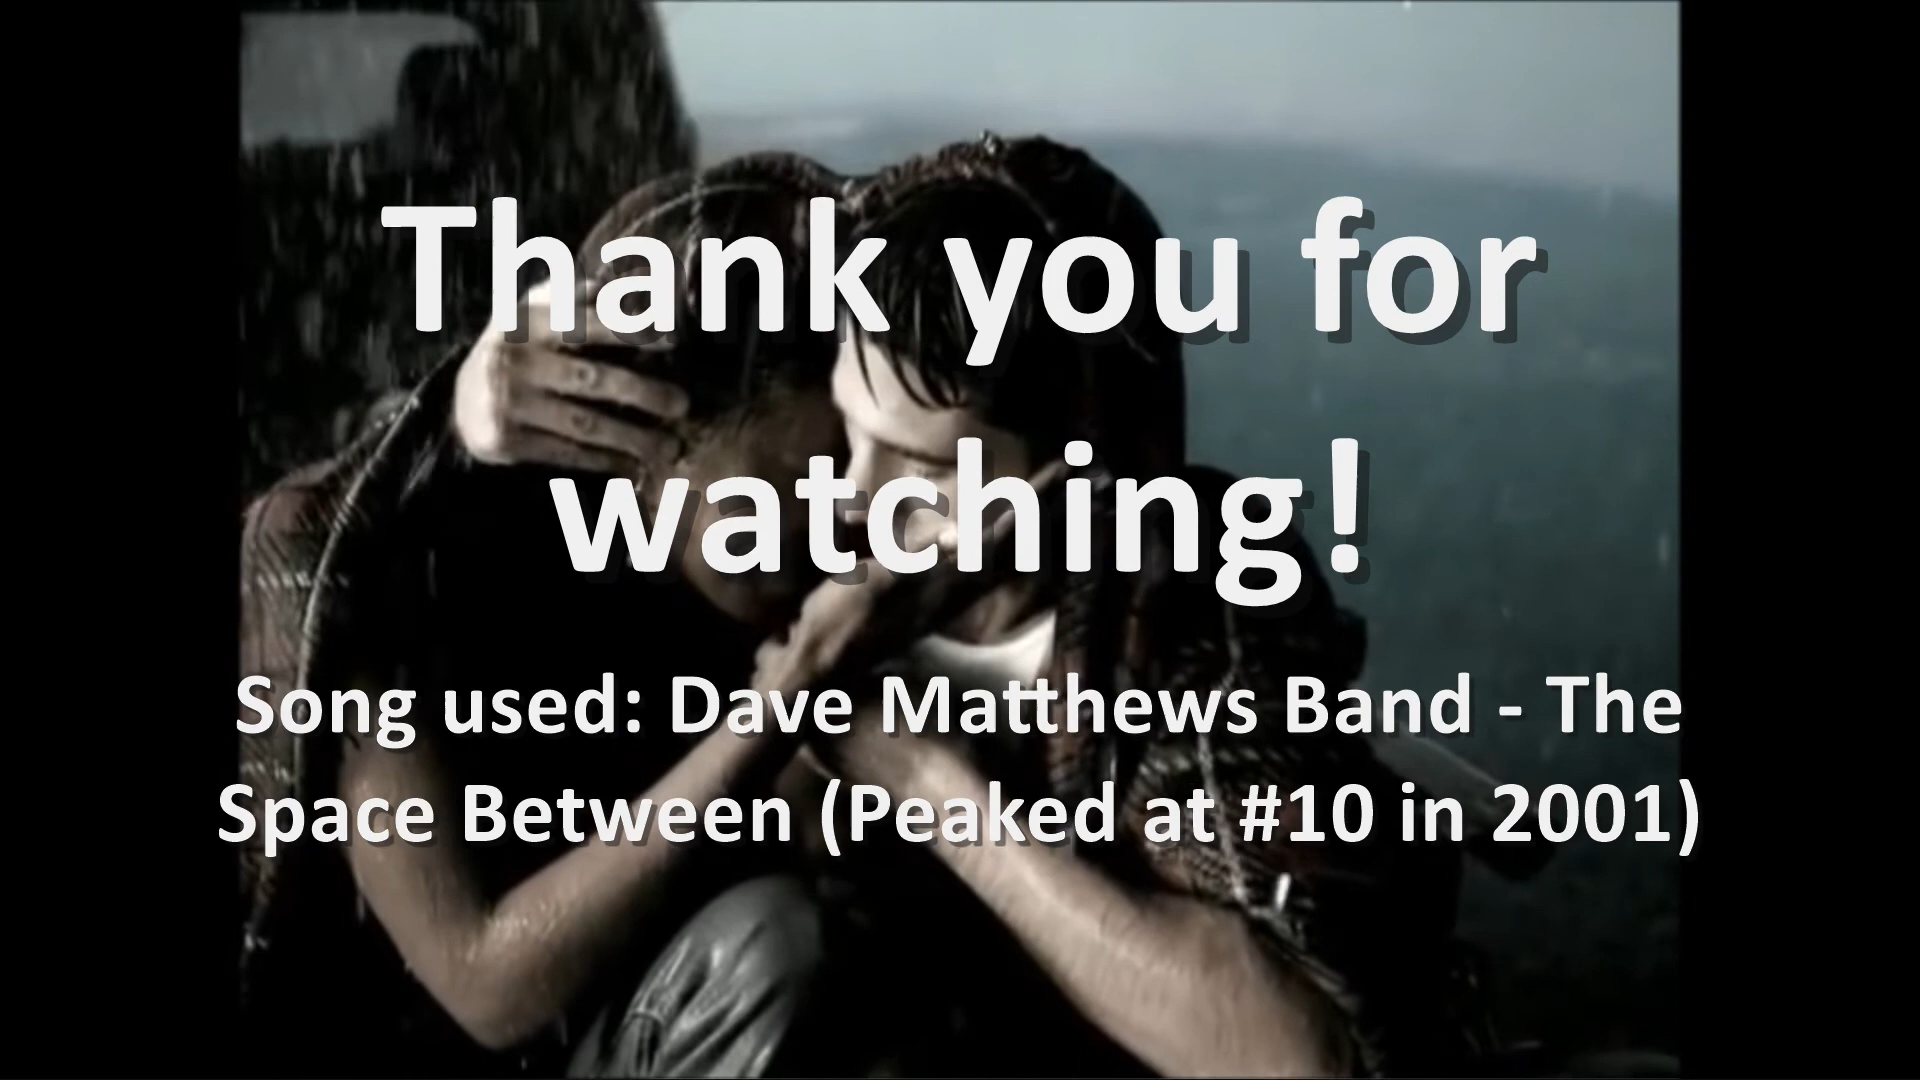 Thank you for
watching!
Song used: Dave Matthews Band - The
Space Between (Peaked at #10 in 2001)